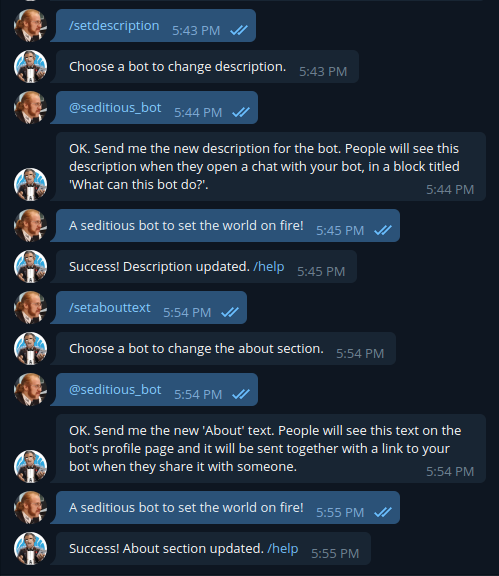 /setdescription 5:43 PM
Choose a bot to change description. 5:43 PM
@seditious_bot 5:44 PM
OK. Send me the new description for the bot. People will see this
description when they open a chat with your bot, in a block titled
'What can this bot do?'. 5:44 PM
A seditious bot to set the world on fire! 5:45 PM
Success! Description updated. /help 5:45 PM
/setabouttext 5:54 PM
Choose a bot to change the about section. 5:54 PM
@seditious_bot 5:54 PM
OK. Send me the new 'About' text. People will see this text on the
bot's profile page and it will be sent together with a link to your
bot when they share it with someone. 5:54 PM
A seditious bot to set the world on fire! 5:55 PM
Success! About section updated. /help 5:55 PM